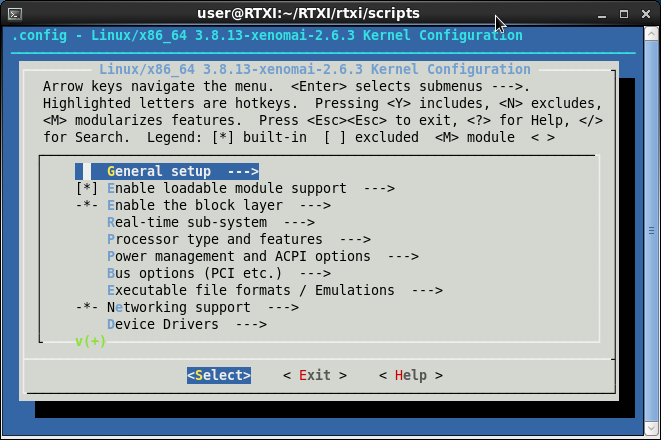 user@RTXI:~/RTXI/rtxi/scripts
.config - Linux/x86_64 3.8.13-xenomai-2.6.3 Kernel Configuration
Linux/x86_64 3.8.13-xenomai-2.6.3 Kernel Configuration
Arrow keys navigate the menu.  <Enter> selects submenus --->.
Highlighted letters are hotkeys.  Pressing <Y> includes, <N> excludes,
<M> modularizes features.  Press <Esc><Esc> to exit, <?> for Help, </>
for Search.  Legend: [*] built-in  [ ] excluded  <M> module  < >
General setup  --->
[*] Enable loadable module support  --->
-*- Enable the block layer  --->
Real-time sub-system  --->
Processor type and features  --->
Power management and ACPI options  --->
Bus options (PCI etc.)  --->
Executable file formats / Emulations  --->
-*- Networking support  --->
Device Drivers  --->
v(+)
<Select>    < Exit >    < Help >